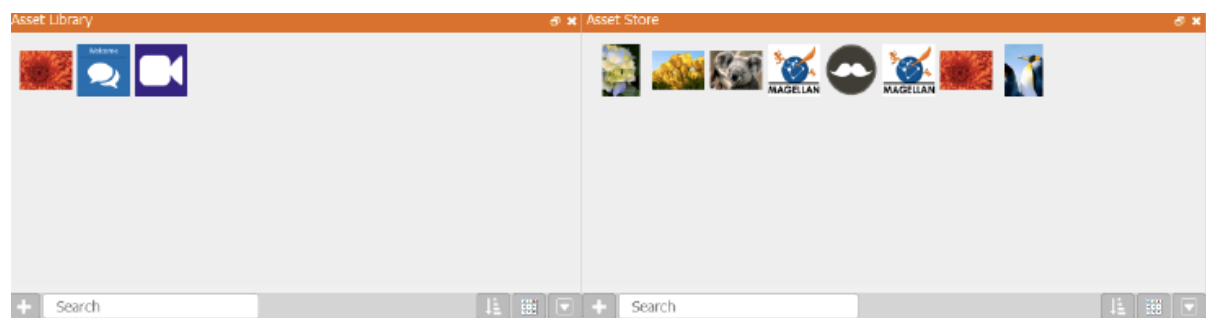 Asset Library
Asset Store
Welcome
MAGELLAN
MAGELLAN
Search
Search